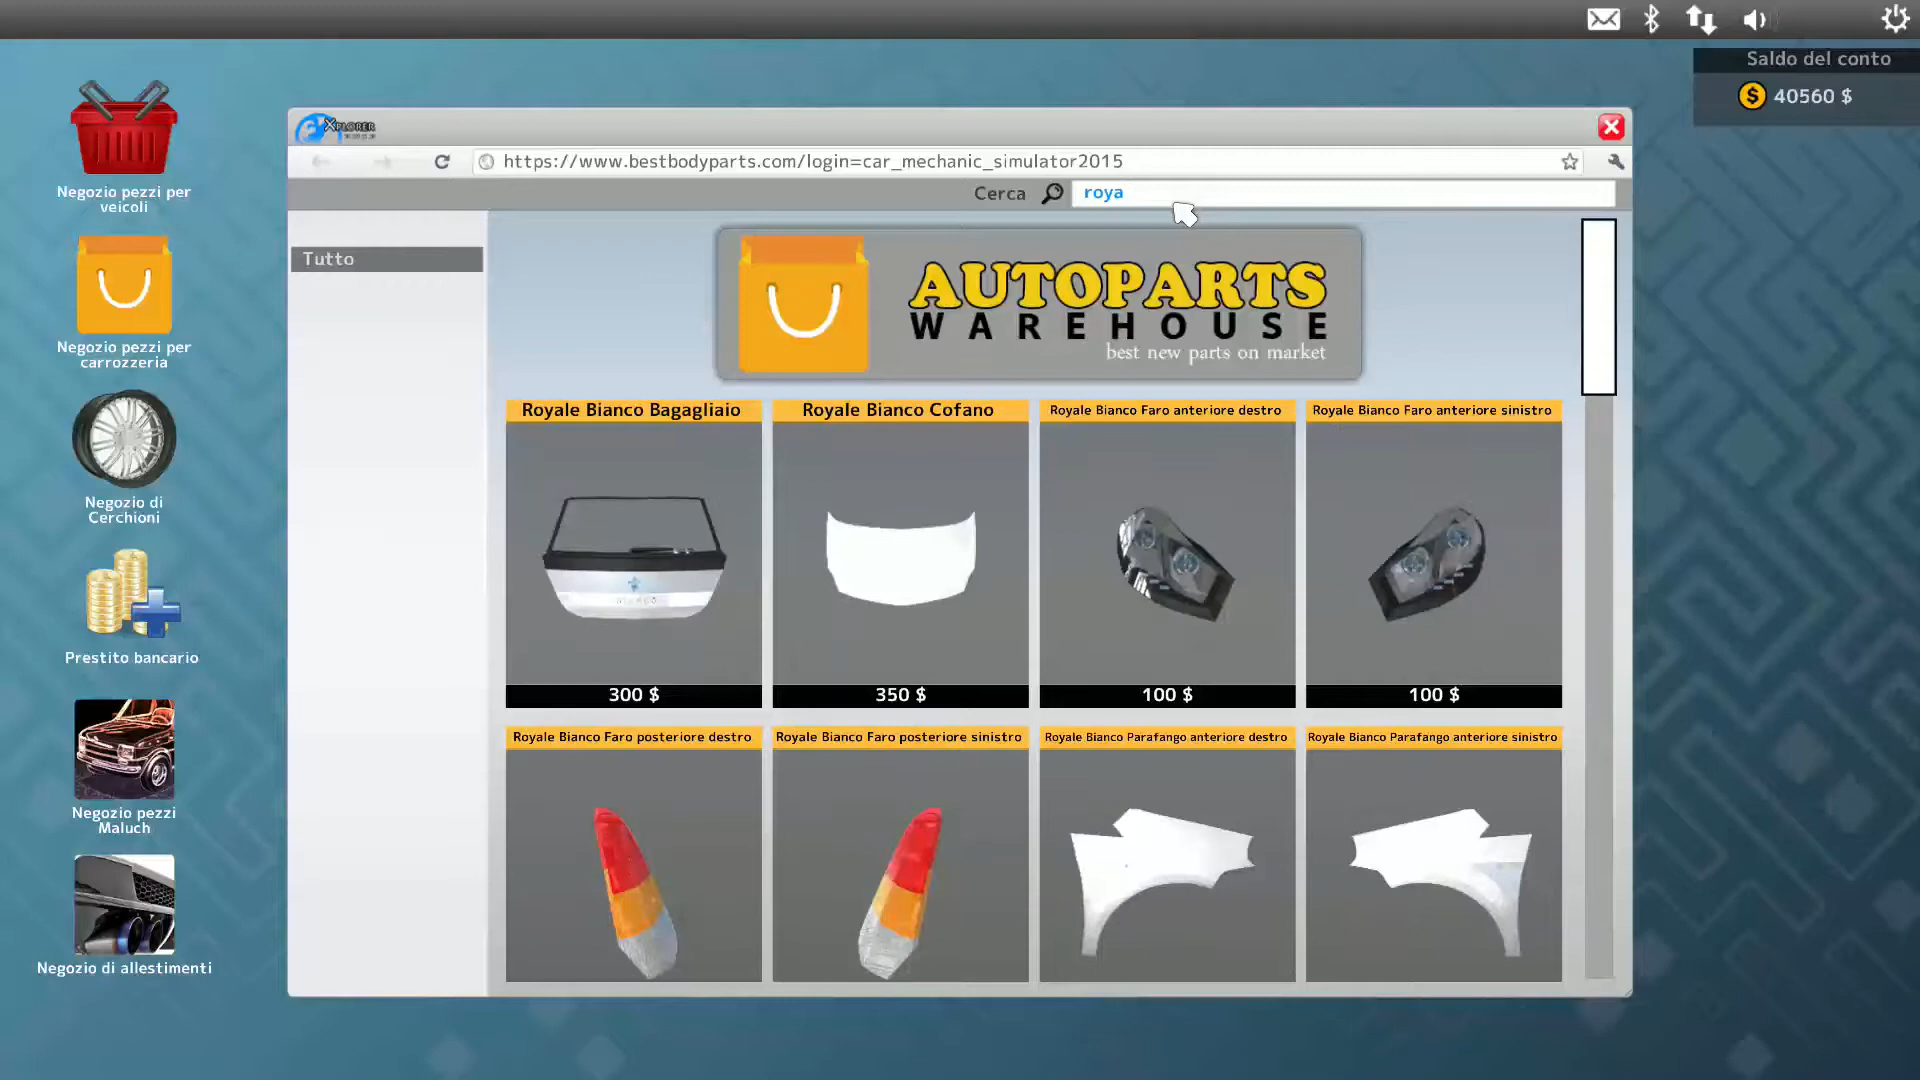 Saldo del conto
40560 $
Negozio pezzi per
veicoli
Negozio pezzi per
carrozzeria
Negozio di
Cerchioni
Prestito bancario
Negozio pezzi
Maluch
Negozio di allestimenti
XPLORER
https://www.bestbodyparts.com/login=car_mechanic_simulator2015
Cerca
roya
Tutto
AUTOPARTS
WAREHOUSE
best new parts on market
Royale Bianco Bagagliaio
Royale Bianco Cofano
Royale Bianco Faro anteriore destro
Royale Bianco Faro anteriore sinistro
BIANCO
300 $
350 $
100 $
100 $
Royale Bianco Faro posteriore destro
Royale Bianco Faro posteriore sinistro
Royale Bianco Parafango anteriore destro
Royale Bianco Parafango anteriore sinistro